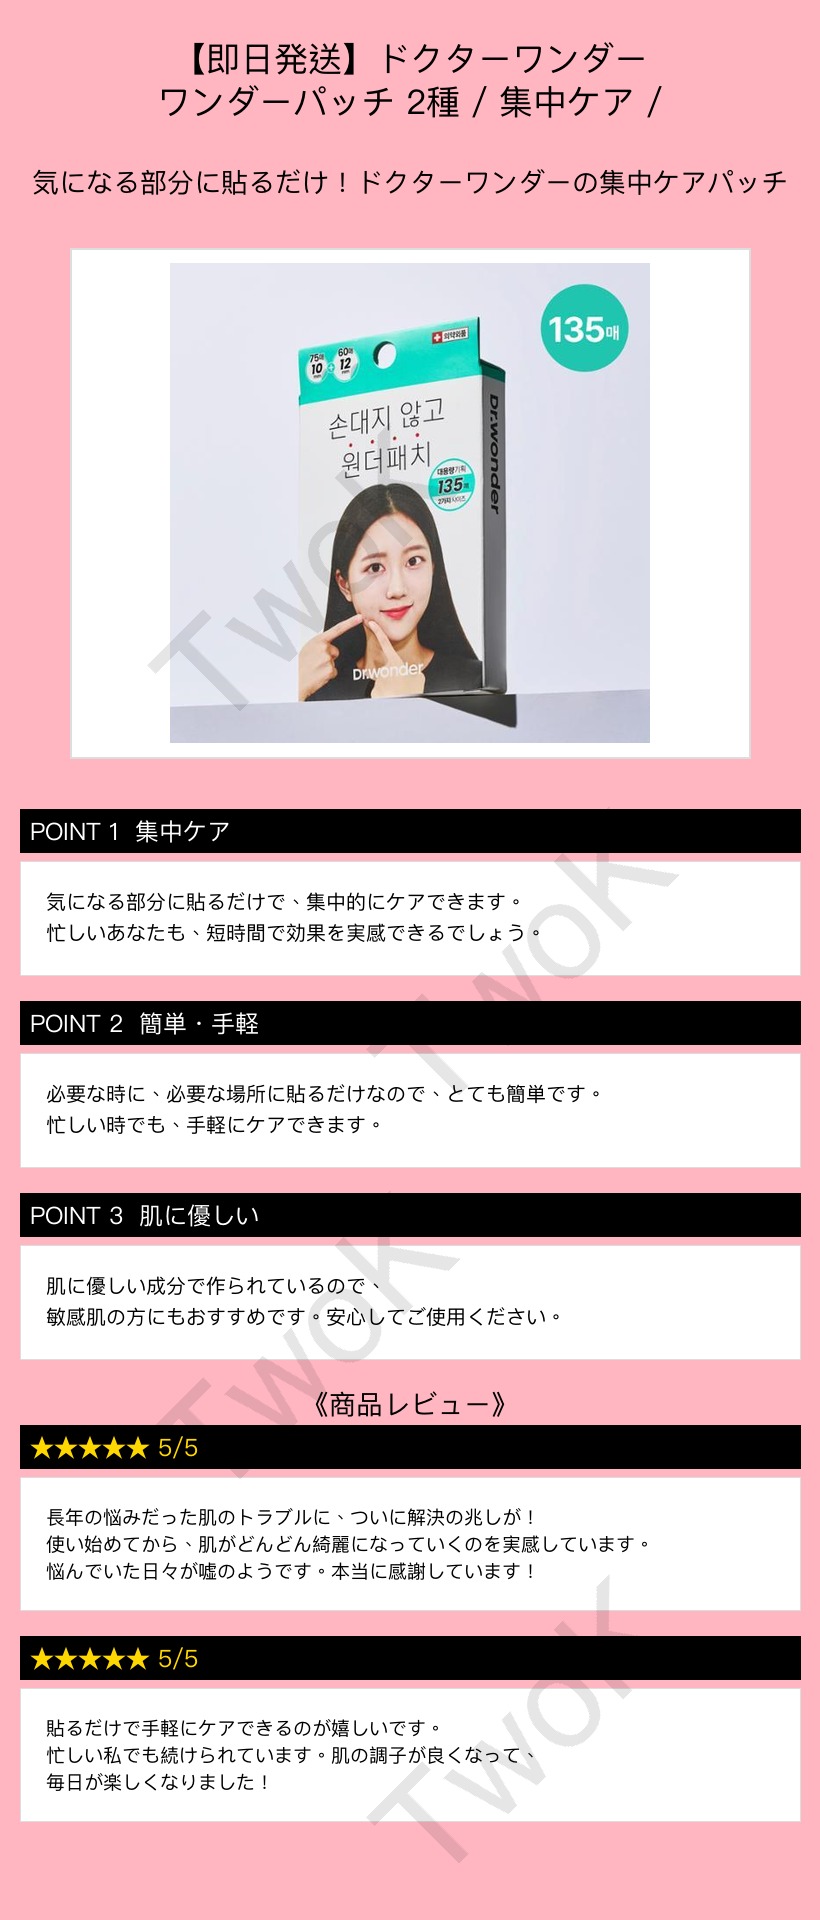 【即日発送】ドクターワンダー
ワンダーパッチ 2種 / 集中ケア /
気になる部分に貼るだけ！ドクターワンダーの集中ケアパッチ
135매
75매
10
mm
+
60매
12
mm
의약외품
손대지 않고
원더패치
대용량기획
135매
2가지 사이즈
Dr.wonder
Dr.wonder
Twok
POINT 1 集中ケア
気になる部分に貼るだけで、集中的にケアできます。
忙しいあなたも、短時間で効果を実感できるでしょう。
Twok
POINT 2 簡単・手軽
必要な時に、必要な場所に貼るだけなので、とても簡単です。
忙しい時でも、手軽にケアできます。
POINT 3 肌に優しい
肌に優しい成分で作られているので、
敏感肌の方にもおすすめです。安心してご使用ください。
Twok
《商品レビュー》
★★★★★ 5/5
長年の悩みだった肌のトラブルに、ついに解決の兆しが！
使い始めてから、肌がどんどん綺麗になっていくのを実感しています。
悩んでいた日々が嘘のようです。本当に感謝しています！
★★★★★ 5/5
貼るだけで手軽にケアできるのが嬉しいです。
忙しい私でも続けられています。肌の調子が良くなって、
毎日が楽しくなりました！
Twok